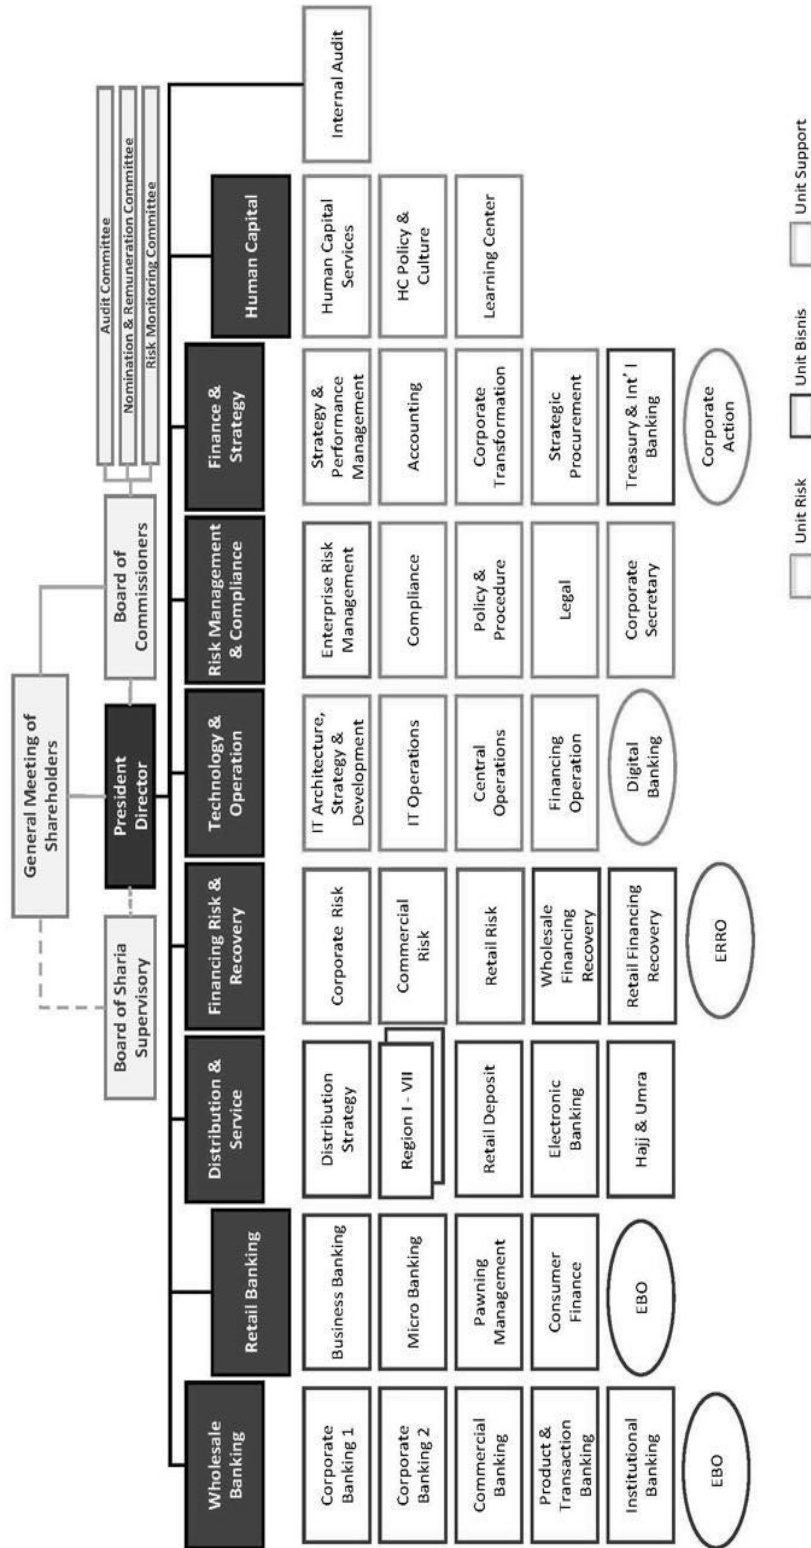 General Meeting of
Shareholders
Board of Sharia
Supervisory
President
Director
Board of
Commissioners
Audit Committee
Nomination & Remuneration Committee
Risk Monitoring Committee
Wholesale
Banking
Corporate
Banking 1
Corporate
Banking 2
Commercial
Banking
Product &
Transaction
Banking
Institutional
Banking
EBO
Retail Banking
Business Banking
Micro Banking
Pawning
Management
Consumer
Finance
EBO
Distribution &
Service
Distribution
Strategy
Region I - VII
Retail Deposit
Electronic
Banking
Hajj & Umra
Financing Risk &
Recovery
Corporate Risk
Commercial
Risk
Retail Risk
Wholesale
Financing
Recovery
Retail Financing
Recovery
ERRO
Technology &
Operation
IT Architecture,
Strategy &
Development
IT Operations
Central
Operations
Financing
Operation
Digital
Banking
Risk Management
& Compliance
Enterprise Risk
Management
Compliance
Policy &
Procedure
Legal
Corporate
Secretary
Finance &
Strategy
Strategy &
Performance
Management
Accounting
Corporate
Transformation
Strategic
Procurement
Treasury & Int' l
Banking
Corporate
Action
Human Capital
Human Capital
Services
HC Policy &
Culture
Learning Center
Internal Audit
Unit Risk
Unit Bisnis
Unit Support